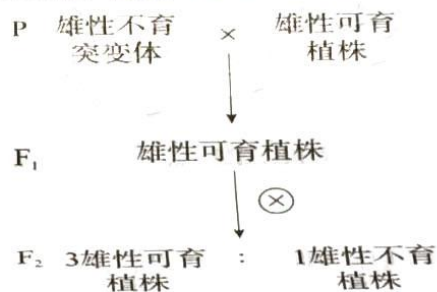 P 雄性不育 × 雄性可育
突变体 植株
F₁ 雄性可育植株
⊗
F₂ 3雄性可育 : 1雄性不育
植株 植株